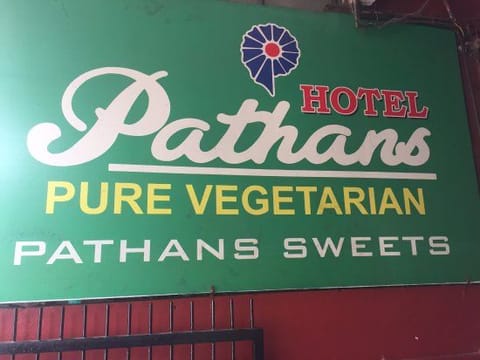 HOTEL
Pathans
PURE VEGETARIAN
PATHANS SWEETS